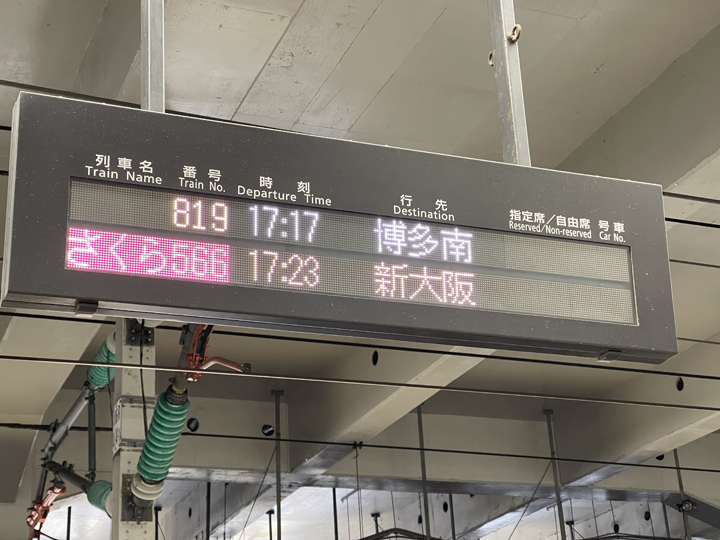 列車名 番号 時刻 行先 指定席/自由席 号車
Train Name Train No. Departure Time Destination Reserved/Non-reserved Car No.
819 17:17 博多南
さくら566 17:23 新大阪